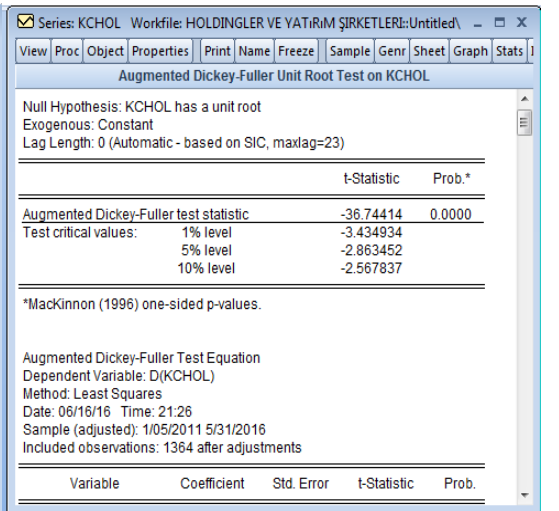 Series: KCHOL Workfile: HOLDINGLER VE YATıRıM ŞIRKETLERI::Untitled\
View Proc Object Properties Print Name Freeze Sample Genr Sheet Graph Stats
Augmented Dickey-Fuller Unit Root Test on KCHOL
Null Hypothesis: KCHOL has a unit root
Exogenous: Constant
Lag Length: 0 (Automatic - based on SIC, maxlag=23)
t-Statistic Prob.*
Augmented Dickey-Fuller test statistic -36.74414 0.0000
Test critical values: 1% level -3.434934
5% level -2.863452
10% level -2.567837
*MacKinnon (1996) one-sided p-values.
Augmented Dickey-Fuller Test Equation
Dependent Variable: D(KCHOL)
Method: Least Squares
Date: 06/16/16 Time: 21:26
Sample (adjusted): 1/05/2011 5/31/2016
Included observations: 1364 after adjustments
Variable Coefficient Std. Error t-Statistic Prob.